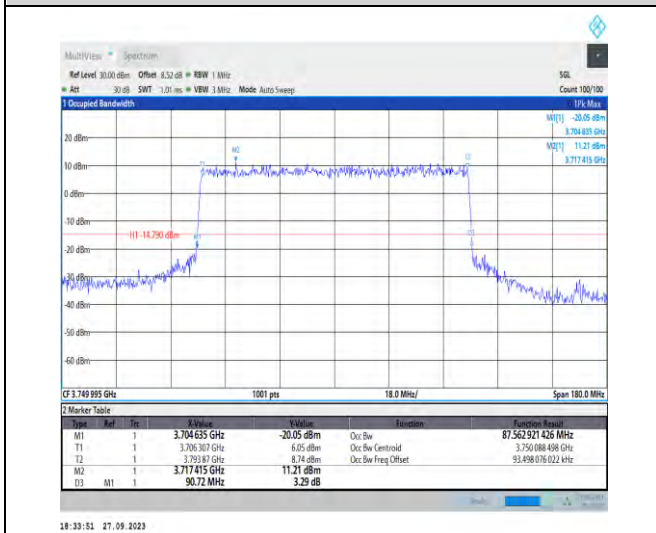 MultiView Spectrum
Ref Level 30.00 dBm Offset 8.52 dB RBW 1 MHz SGL
Att 30 dB SWT 1.01 ms VBW 3 MHz Mode Auto Sweep Count 100/100
1 Occupied Bandwidth 1Pk Max
M1[1] -20.05 dBm
3.704 635 GHz
M2[1] 11.21 dBm
3.717 415 GHz
20 dBm
M2
10 dBm
0 dBm
-10 dBm
H1 -14.790 dBm
-20 dBm
-30 dBm
-40 dBm
-50 dBm
-60 dBm
CF 3.749 995 GHz 1001 pts 18.0 MHz/ Span 180.0 MHz
2 Marker Table
Type Ref Trc X-Value Y-Value Function Function Result
M1 1 3.704 635 GHz -20.05 dBm Occ Bw 87.562 921 426 MHz
T1 1 3.706 307 GHz 6.05 dBm Occ Bw Centroid 3.750 088 498 GHz
T2 1 3.793 87 GHz 8.74 dBm Occ Bw Freq Offset 93.498 076 022 kHz
M2 1 3.717 415 GHz 11.21 dBm
D3 M1 1 90.72 MHz 3.29 dB
18:33:51 27.09.2023